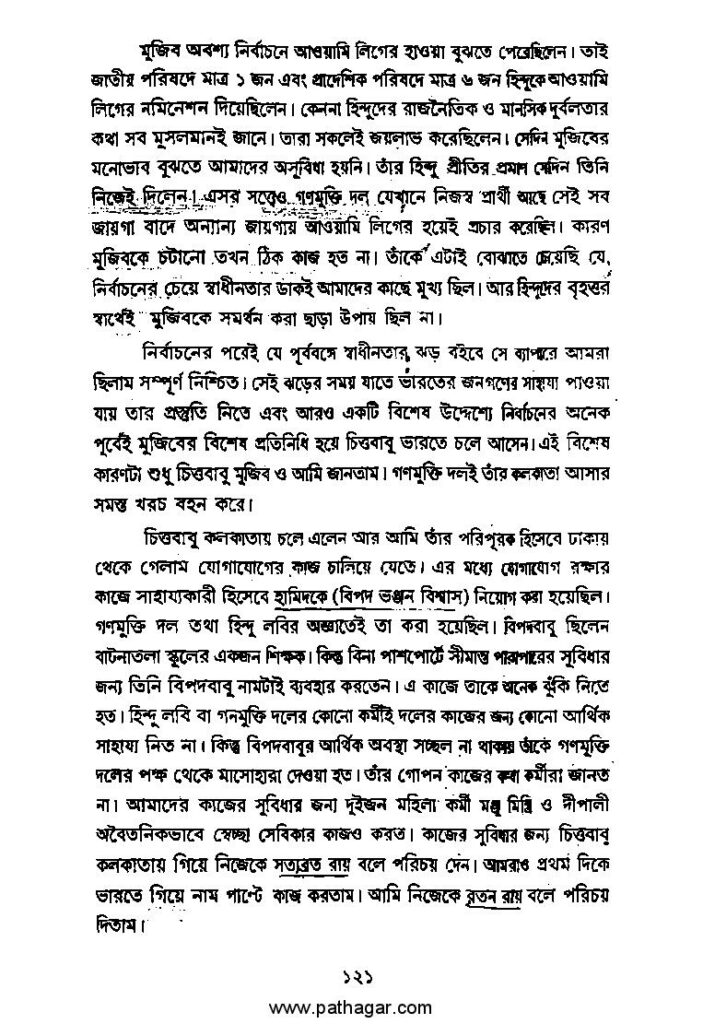 মুজিব অবশ্য নির্বাচনে আওয়ামি লিগের হাওয়া বুঝতে পেরেছিলেন। তাই
জাতীয় পরিষদে মাত্র ১ জন এবং প্রাদেশিক পরিষদে মাত্র ৬ জন হিন্দুকে আওয়ামি
লিগের নমিনেশন দিয়েছিলেন। কেননা হিন্দুদের রাজনৈতিক ও মানসিক দুর্বলতার
কথা সব মুসলমানই জানে। তারা সকলেই জয়লাভ করেছিলেন। সেদিন মুজিবের
মনোভাব বুঝতে আমাদের অসুবিধা হয়নি। তাঁর হিন্দু প্রীতির প্রমাণ সেদিন তিনি
নিজেই দিলেন। এসর সত্ত্বেও গণমুক্তি দল যেখানে নিজস্ব প্রার্থী আছে সেই সব
জায়গা বাদে অন্যান্য জায়গায় আওয়ামি লিগের হয়েই প্রচার করেছিল। কারণ
মুজিবকে চটানো তখন ঠিক কাজ হত না। তাঁকে এটাই বোঝাতে চেয়েছি যে,
নির্বাচনের চেয়ে স্বাধীনতার ডাকই আমাদের কাছে মুখ্য ছিল। আর হিন্দুদের বৃহত্তর
স্বার্থেই মুজিবকে সমর্থন করা ছাড়া উপায় ছিল না।
নির্বাচনের পরেই যে পূর্ববঙ্গে স্বাধীনতার ঝড় বইবে সে ব্যাপারে আমরা
ছিলাম সম্পূর্ণ নিশ্চিত। সেই ঝড়ের সময় যাতে ভারতের জনগণের সাহায্য পাওয়া
যায় তার প্রস্তুতি নিতে এবং আরও একটি বিশেষ উদ্দেশ্যে নির্বাচনের অনেক
পূর্বেই মুজিবের বিশেষ প্রতিনিধি হয়ে চিত্তবাবু ভারতে চলে আসেন। এই বিশেষ
কারণটা শুধু চিত্তবাবু মুজিব ও আমি জানতাম। গণমুক্তি দলই তাঁর কলকাতা আসার
সমস্ত খরচ বহন করে।
চিত্তবাবু কলকাতায় চলে এলেন আর আমি তাঁর পরিপূরক হিসেবে ঢাকায়
থেকে গেলাম যোগাযোগের কাজ চালিয়ে যেতে। এর মধ্যে যোগাযোগ রক্ষার
কাজে সাহায্যকারী হিসেবে হামিদকে (বিপদ ভঞ্জন বিশ্বাস) নিয়োগ করা হয়েছিল।
গণমুক্তি দল তথা হিন্দু লবির অজ্ঞাতেই তা করা হয়েছিল। বিপদবাবু ছিলেন
বাটনাতলা স্কুলের একজন শিক্ষক। কিন্তু বিনা পাশপোর্টে সীমান্ত পারাপারের সুবিধার
জন্য তিনি বিপদবাবু নামটাই ব্যবহার করতেন। এ কাজে তাকে অনেক ঝুঁকি নিতে
হত। হিন্দু লবি বা গনমুক্তি দলের কোনো কর্মীই দলের কাজের জন্য কোনো আর্থিক
সাহায্য নিত না। কিন্তু বিপদবাবুর আর্থিক অবস্থা সচ্ছল না থাকায় তাঁকে গণমুক্তি
দলের পক্ষ থেকে মাসোহারা দেওয়া হত। তাঁর গোপন কাজের কথা কর্মীরা জানত
না। আমাদের কাজের সুবিধার জন্য দুইজন মহিলা কর্মী মঞ্জু মিস্ত্রি ও দীপালী
অবৈতনিকভাবে স্বেচ্ছা সেবিকার কাজও করত। কাজের সুবিধার জন্য চিত্তবাবু
কলকাতায় গিয়ে নিজেকে সত্যব্রত রায় বলে পরিচয় দেন। আমরাও প্রথম দিকে
ভারতে গিয়ে নাম পাল্টে কাজ করতাম। আমি নিজেকে রতন রায় বলে পরিচয়
দিতাম।
১২১
www.pathagar.com